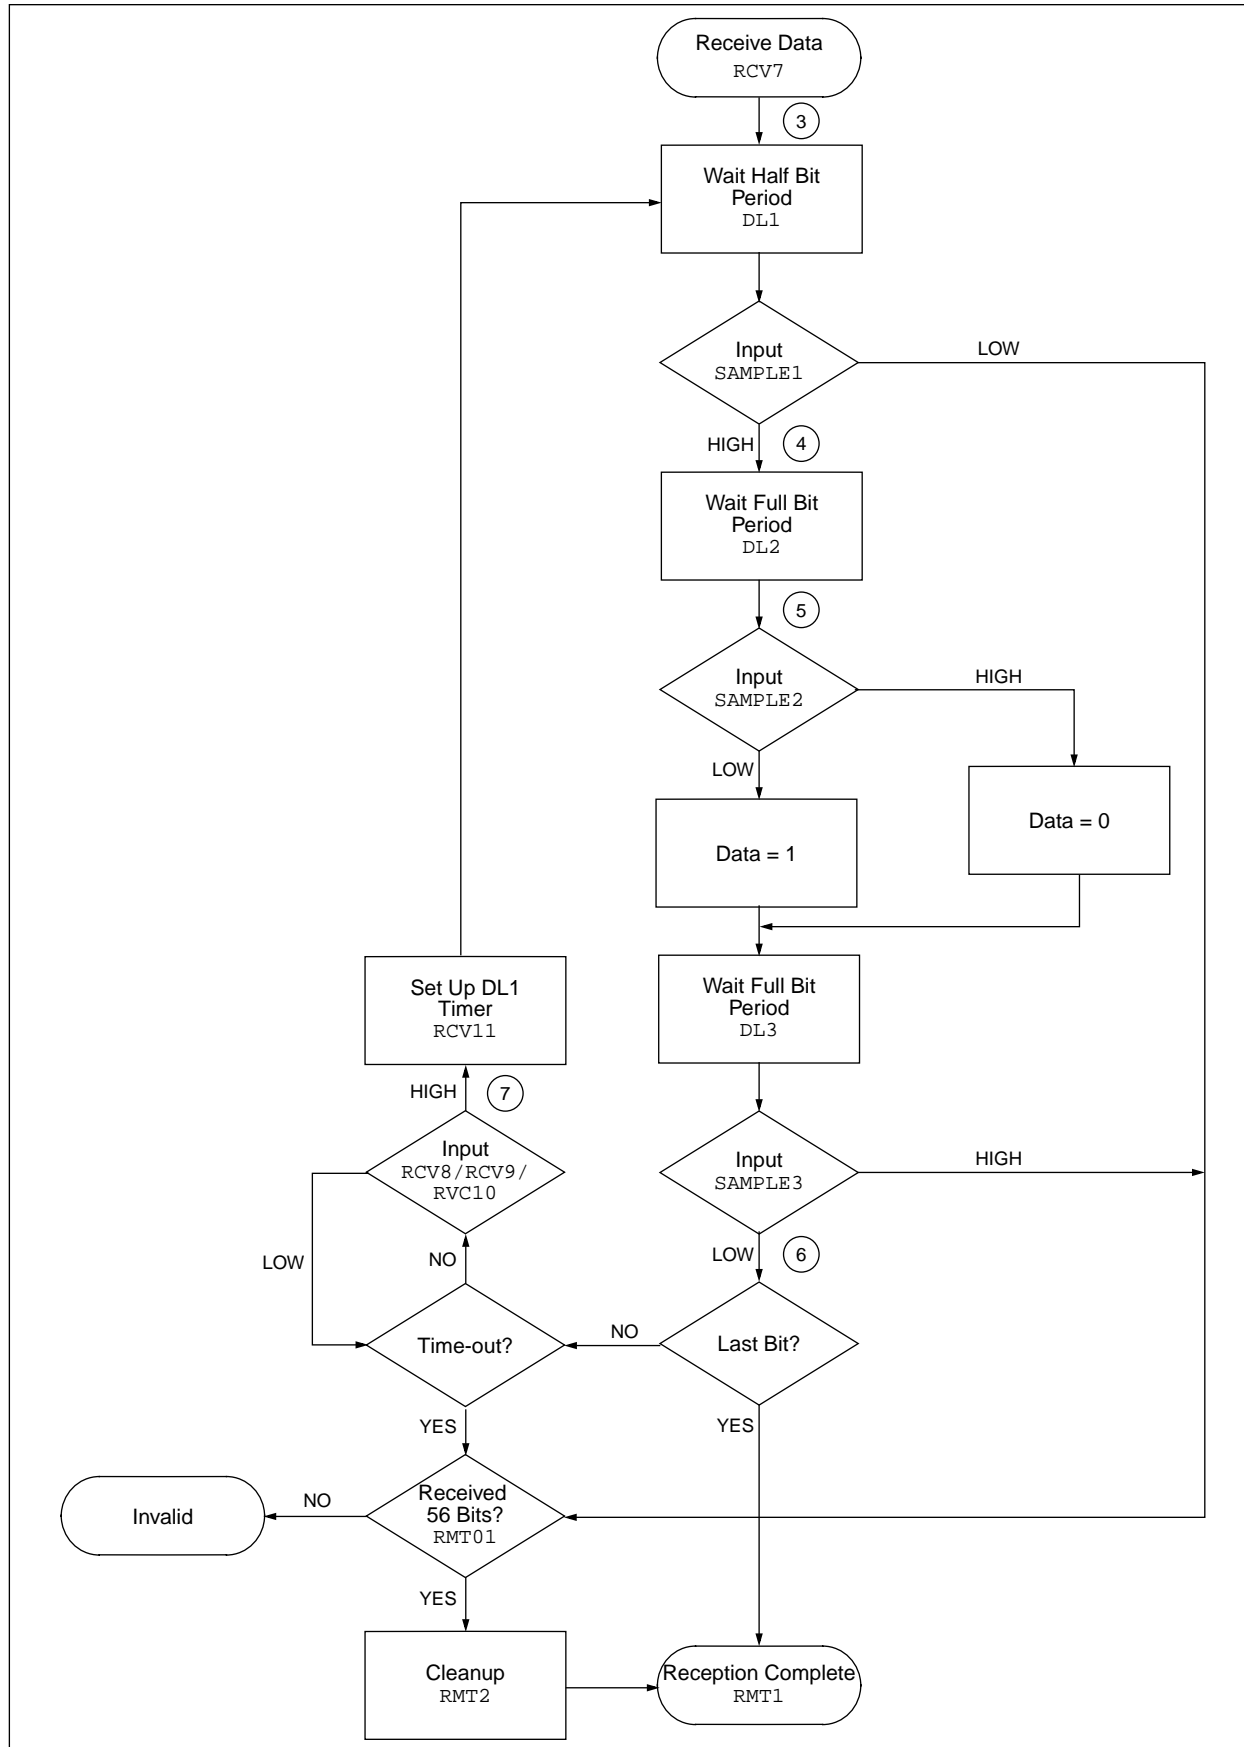 Receive Data
RCV7
3
Wait Half Bit
Period
DL1
Input
SAMPLE1
LOW
HIGH
4
Wait Full Bit
Period
DL2
5
Input
SAMPLE2
HIGH
LOW
Data = 1
Data = 0
Set Up DL1
Timer
RCV11
Wait Full Bit
Period
DL3
HIGH
7
Input
RCV8/RCV9/
RVC10
Input
SAMPLE3
HIGH
LOW
NO
LOW
6
Time-out?
NO
Last Bit?
YES
YES
Invalid
NO
Received
56 Bits?
RMT01
YES
Cleanup
RMT2
Reception Complete
RMT1